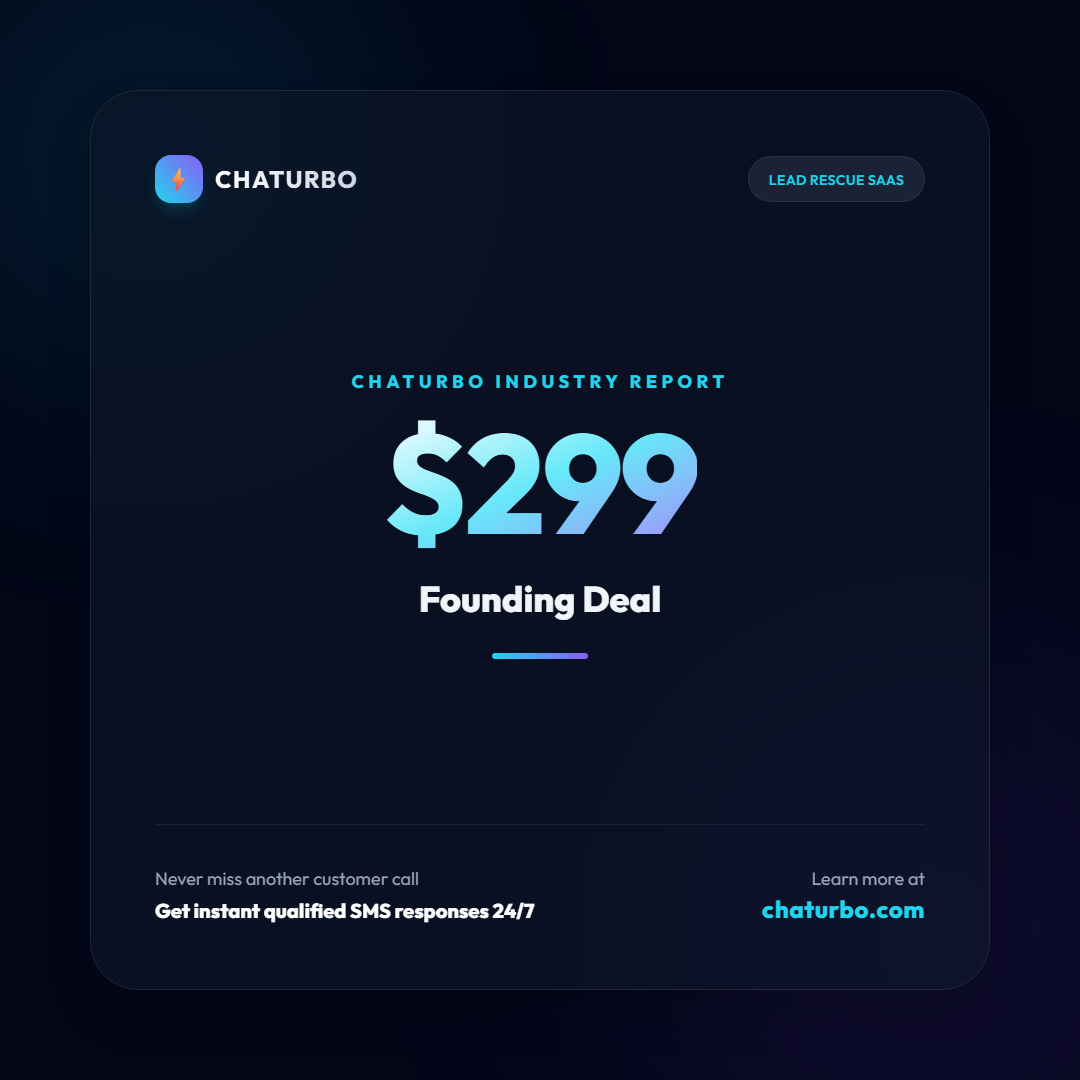 CHATURBO
LEAD RESCUE SAAS
CHATURBO INDUSTRY REPORT
$299
Founding Deal
Never miss another customer call
Get instant qualified SMS responses 24/7
Learn more at
chaturbo.com